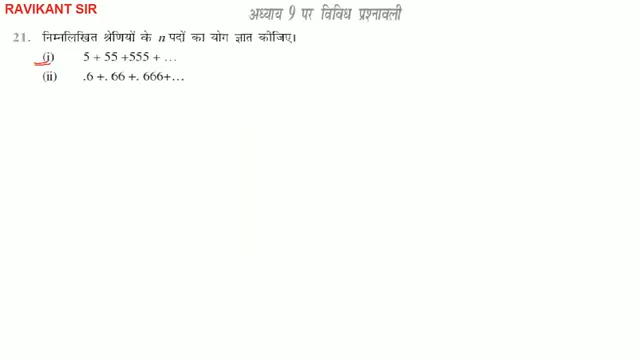 RAVIKANT SIR
अध्याय 9 पर विविध प्रश्नावली
21. निम्नलिखित श्रेणियों के n पदों का योग ज्ञात कीजिए।
(i) 5 + 55 +555 + …
(ii) .6 +. 66 +. 666+…